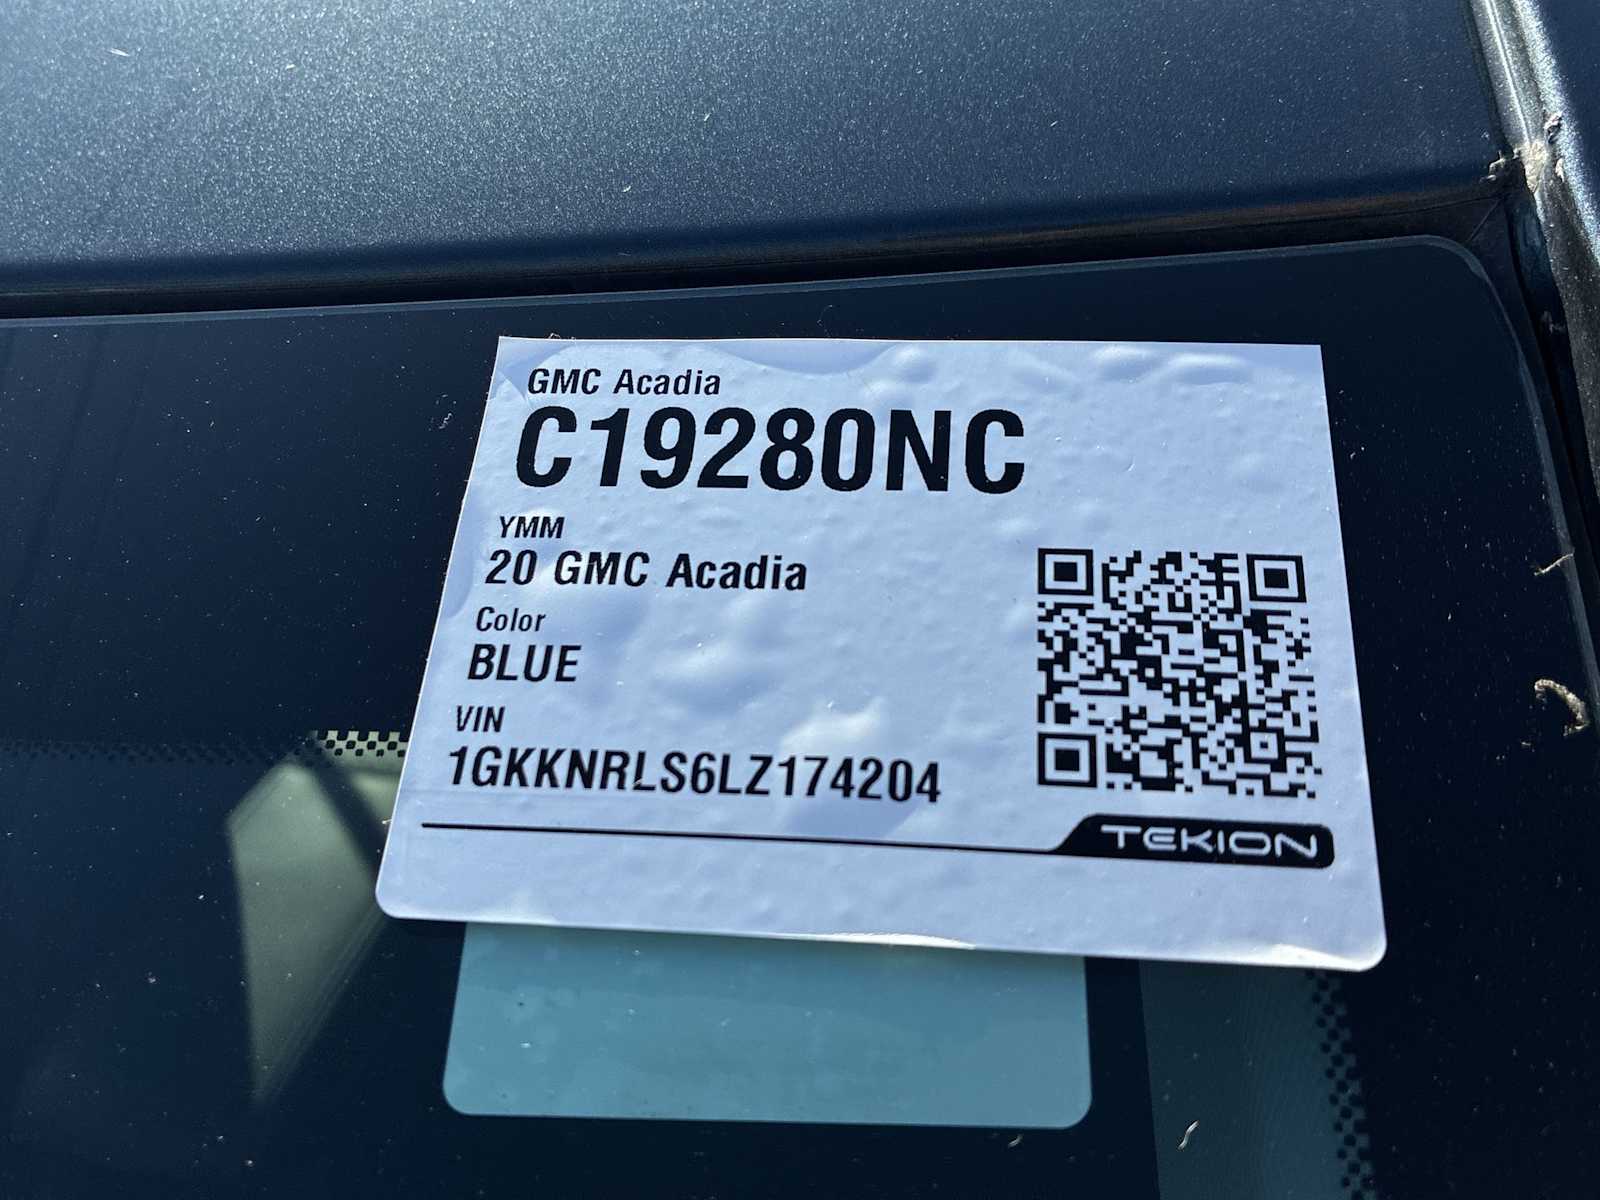 GMC Acadia
C19280NC
YMM
20 GMC Acadia
Color
BLUE
VIN
1GKKNRLS6LZ174204
TEKION